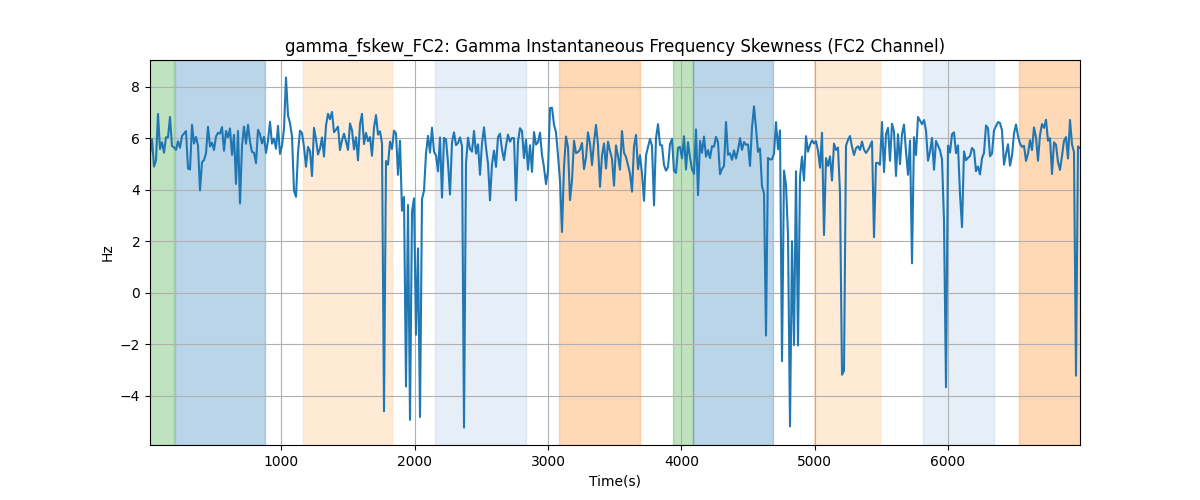 gamma_fskew_FC2: Gamma Instantaneous Frequency Skewness (FC2 Channel)
8
6
4
2
0
−2
−4
Hz
1000 2000 3000 4000 5000 6000
Time(s)